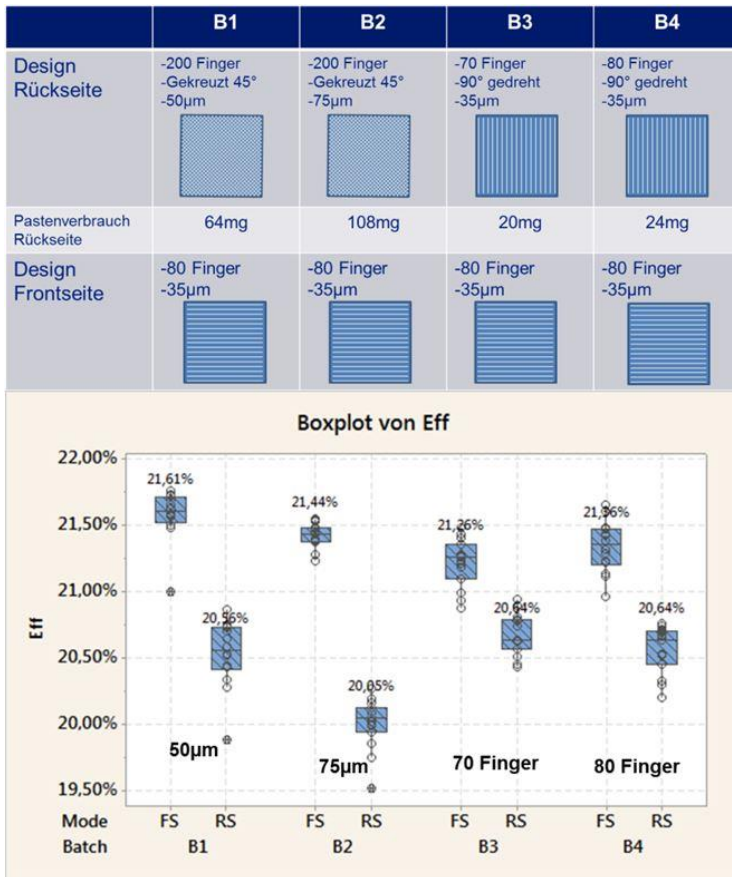 B1 B2 B3 B4
Design Rückseite
-200 Finger
-Gekreuzt 45°
-50µm
-200 Finger
-Gekreuzt 45°
-75µm
-70 Finger
-90° gedreht
-35µm
-80 Finger
-90° gedreht
-35µm
Pastenverbrauch Rückseite
64mg 108mg 20mg 24mg
Design Frontseite
-80 Finger
-35µm
-80 Finger
-35µm
-80 Finger
-35µm
-80 Finger
-35µm
Boxplot von Eff
22,00%
21,50%
21,00%
20,50%
20,00%
19,50%
Eff
21,61%
20,56%
21,44%
20,05%
21,26%
20,64%
21,36%
20,64%
50µm
75µm
70 Finger
80 Finger
Mode FS RS FS RS FS RS FS RS
Batch B1 B2 B3 B4